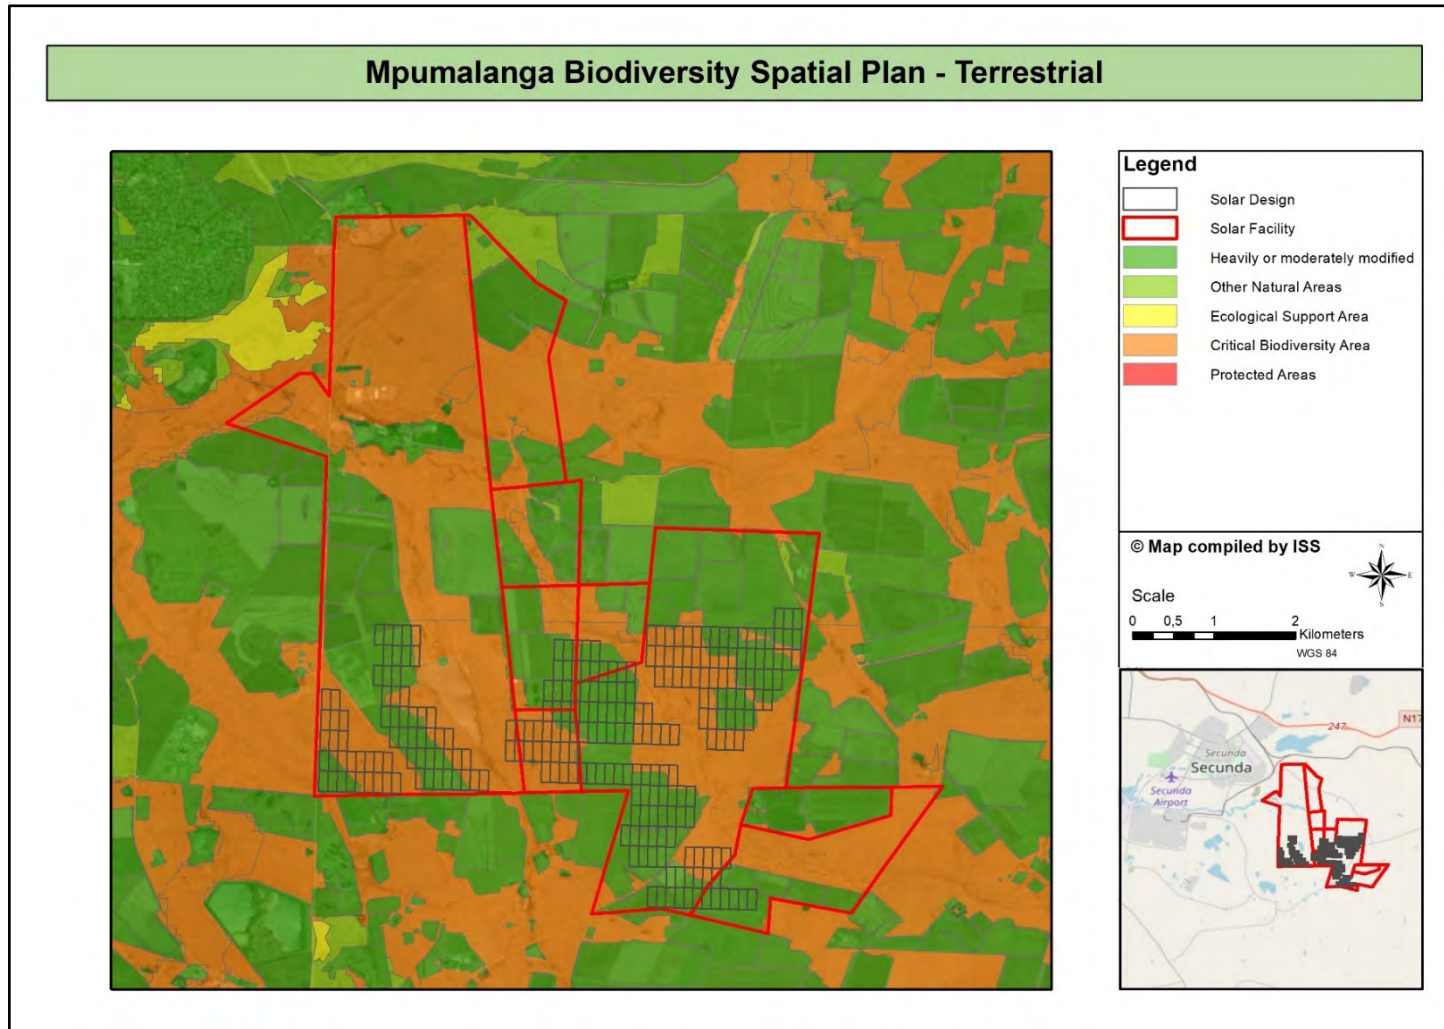 Mpumalanga Biodiversity Spatial Plan - Terrestrial
Legend
Solar Design
Solar Facility
Heavily or moderately modified
Other Natural Areas
Ecological Support Area
Critical Biodiversity Area
Protected Areas
© Map compiled by ISS
N
W E
S
Scale
0 0,5 1 2
Kilometers
WGS 84
N17
247
Secunda
Secunda
Secunda
Airport